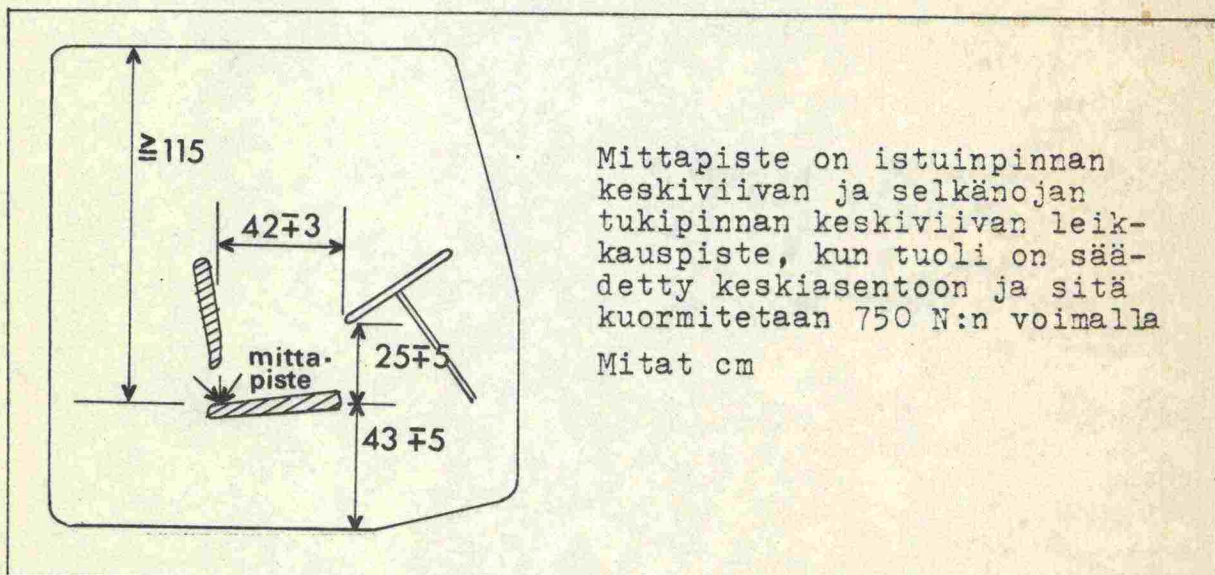 ≧115
42∓3
25∓5
mitta-
piste
43 ∓5
Mittapiste on istuinpinnan
keskiviivan ja selkänojan
tukipinnan keskiviivan leik-
kauspiste, kun tuoli on sää-
detty keskiasentoon ja sitä
kuormitetaan 750 N:n voimalla
Mitat cm